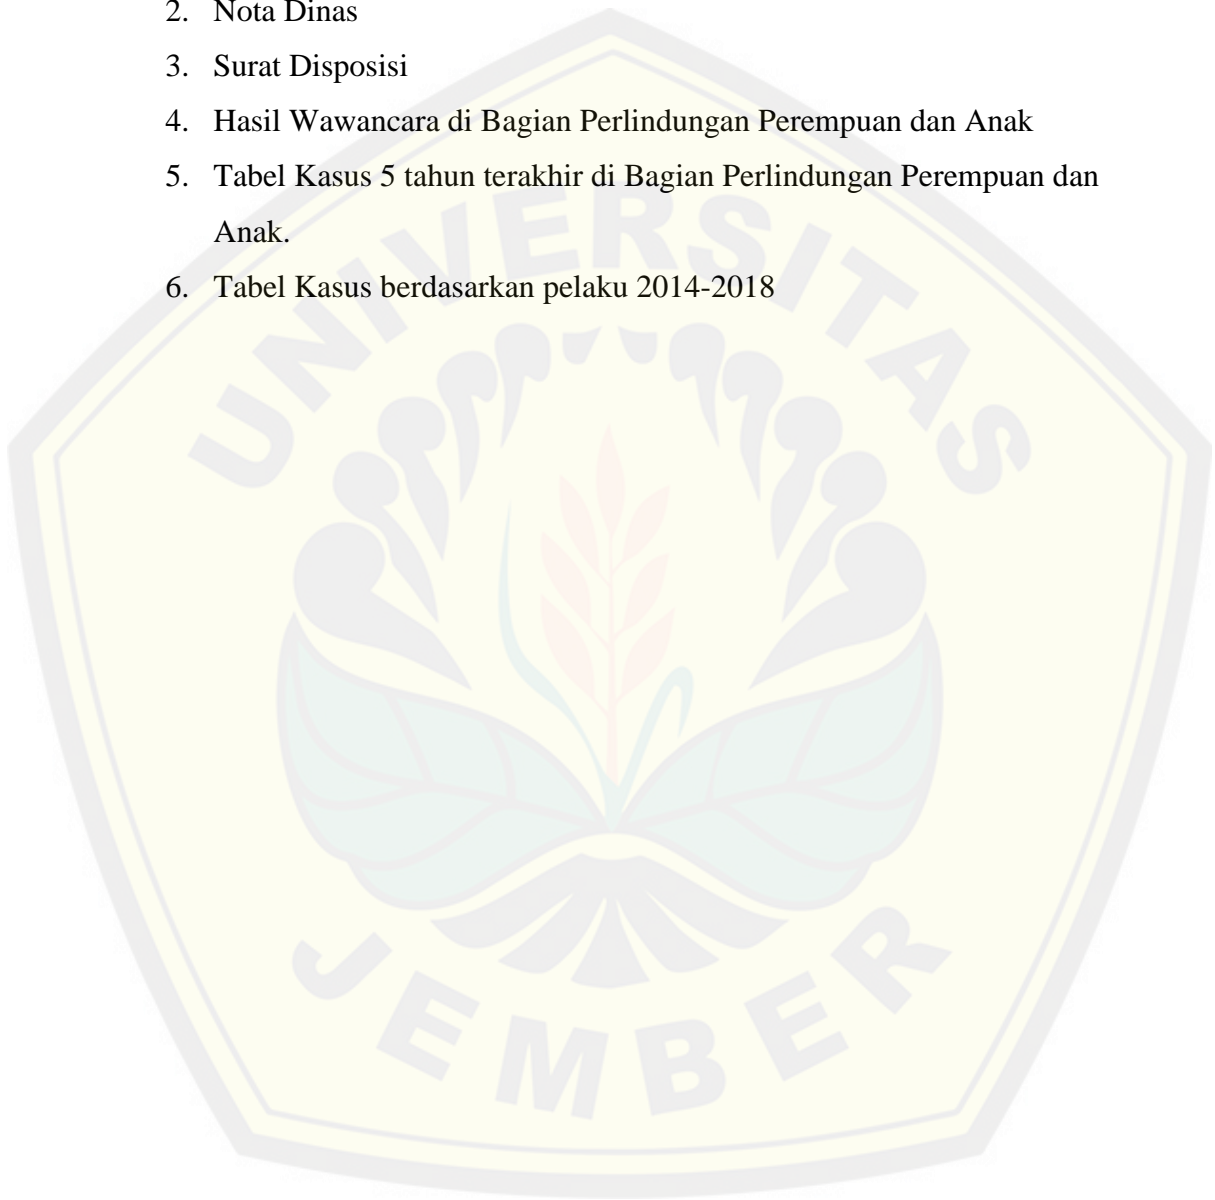 2. Nota Dinas
3. Surat Disposisi
4. Hasil Wawancara di Bagian Perlindungan Perempuan dan Anak
5. Tabel Kasus 5 tahun terakhir di Bagian Perlindungan Perempuan dan
Anak.
6. Tabel Kasus berdasarkan pelaku 2014-2018
UNIVERSITAS
JEMBER